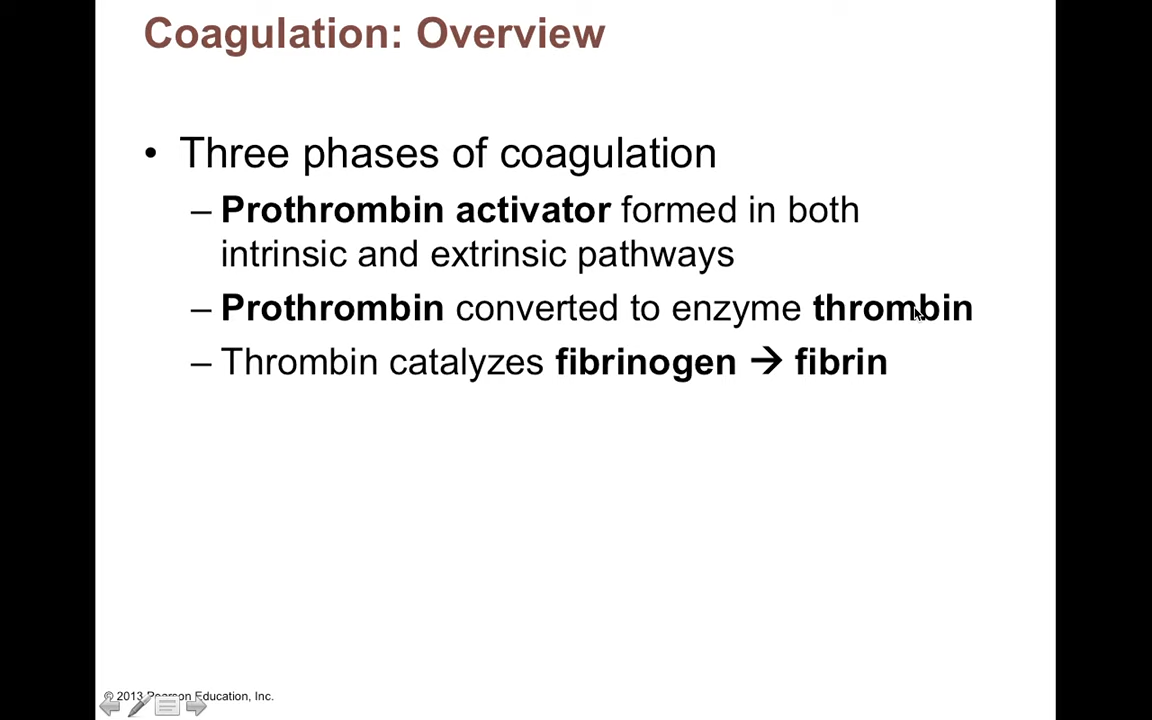 Coagulation: Overview
• Three phases of coagulation
– Prothrombin activator formed in both
intrinsic and extrinsic pathways
– Prothrombin converted to enzyme thrombin
– Thrombin catalyzes fibrinogen → fibrin
© 2013 Pearson Education, Inc.